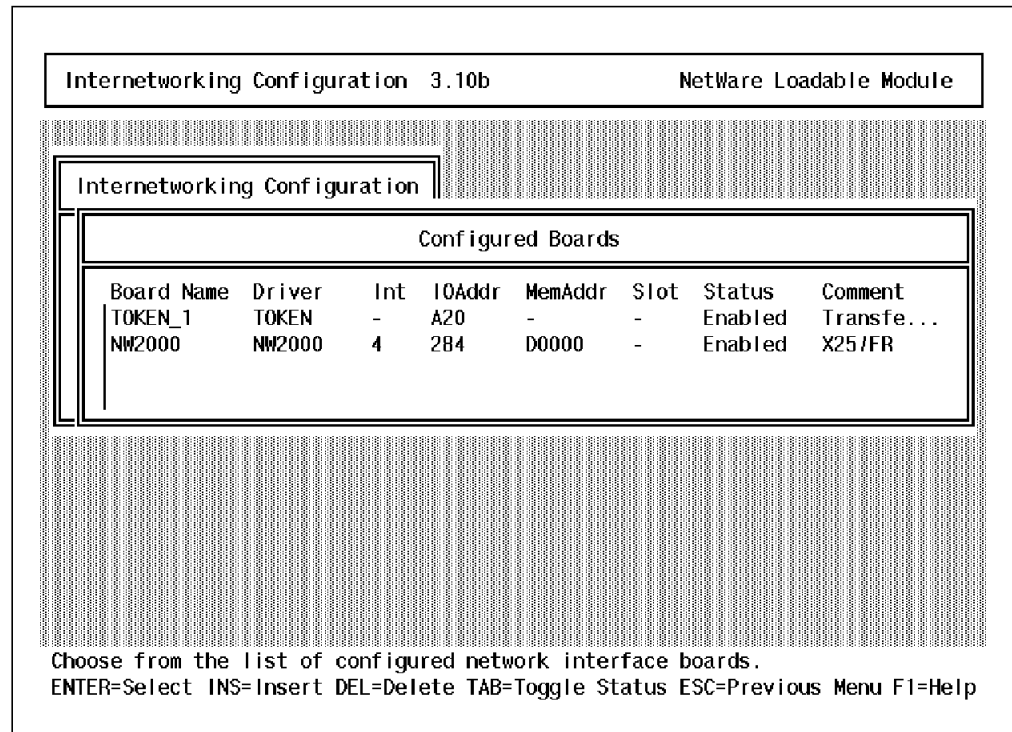 Internetworking Configuration 3.10b NetWare Loadable Module
Internetworking Configuration
Configured Boards
Board Name Driver Int IOAddr MemAddr Slot Status Comment
TOKEN_1 TOKEN - A20 - - Enabled Transfe...
NW2000 NW2000 4 284 D0000 - Enabled X25/FR
Choose from the list of configured network interface boards.
ENTER=Select INS=Insert DEL=Delete TAB=Toggle Status ESC=Previous Menu F1=Help